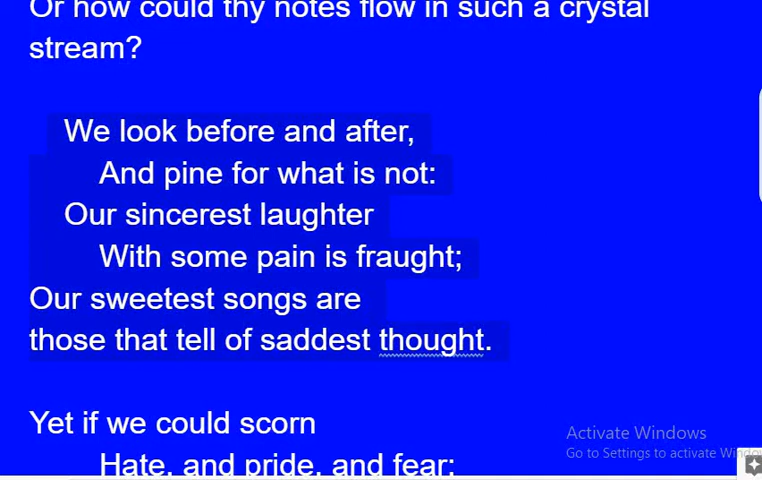 Or how could thy notes flow in such a crystal
stream?
We look before and after,
And pine for what is not:
Our sincerest laughter
With some pain is fraught;
Our sweetest songs are
those that tell of saddest thought.
Yet if we could scorn
Hate, and pride, and fear;
Activate Windows
Go to Settings to activate Windows